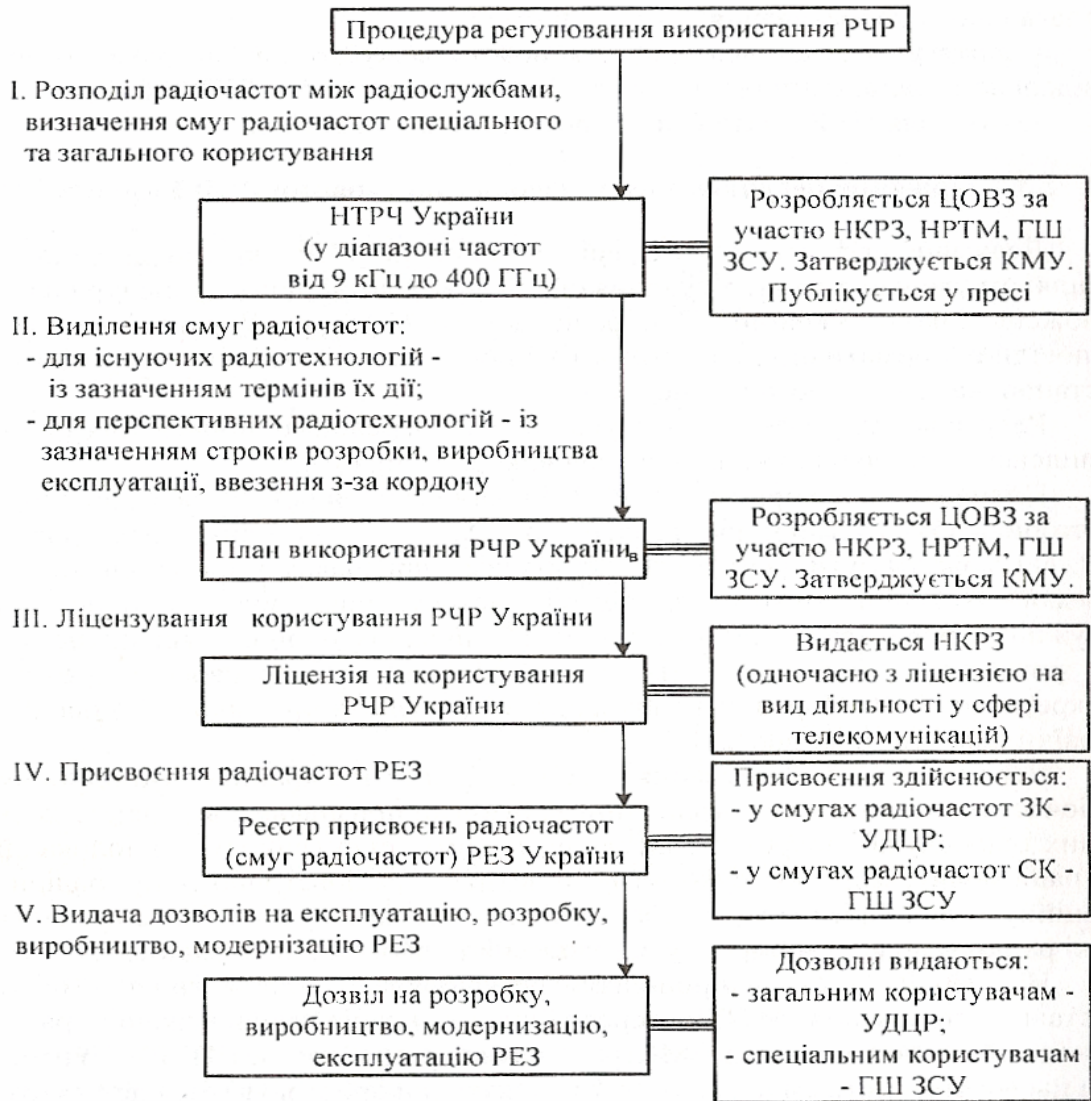 Процедура регулювання використання РЧР
I. Розподіл радіочастот між радіослужбами,
визначення смуг радіочастот спеціального
та загального користування
НТРЧ України
(у діапазоні частот
від 9 кГц до 400 ГГц)
Розробляється ЦОВЗ за
участю НКРЗ, НРТМ, ГШ
ЗСУ. Затверджується КМУ.
Публікується у пресі
II. Виділення смуг радіочастот:
- для існуючих радіотехнологій -
із зазначенням термінів їх дії;
- для перспективних радіотехнологій - із
зазначенням строків розробки, виробництва
експлуатації, ввезення з-за кордону
План використання РЧР Українив
Розробляється ЦОВЗ за
участю НКРЗ, НРТМ, ГШ
ЗСУ. Затверджується КМУ.
III. Ліцензування користування РЧР України
Ліцензія на користування
РЧР України
Видається НКРЗ
(одночасно з ліцензією на
вид діяльності у сфері
телекомунікацій)
IV. Присвоєння радіочастот РЕЗ
Реєстр присвоєнь радіочастот
(смуг радіочастот) РЕЗ України
Присвоєння здійснюється:
- у смугах радіочастот ЗК -
УДЦР;
- у смугах радіочастот СК -
ГШ ЗСУ
V. Видача дозволів на експлуатацію, розробку,
виробництво, модернізацію РЕЗ
Дозвіл на розробку,
виробництво, модернизацію,
експлуатацію РЕЗ
Дозволи видаються:
- загальним користувачам -
УДЦР;
- спеціальним користувачам
- ГШ ЗСУ